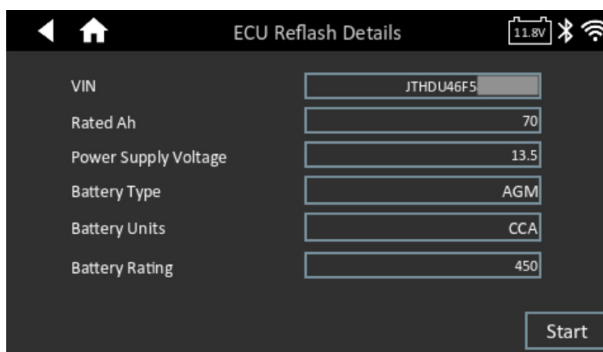 ECU Reflash Details 11.8V
VIN JTHDU46F5
Rated Ah 70
Power Supply Voltage 13.5
Battery Type AGM
Battery Units CCA
Battery Rating 450
Start